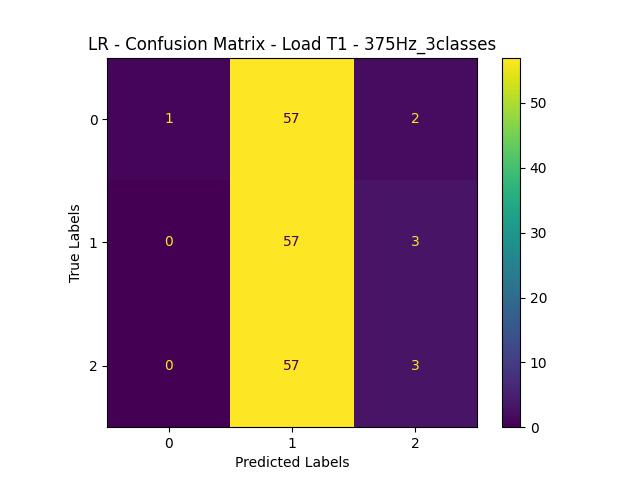 LR - Confusion Matrix - Load T1 - 375Hz_3classes
0 1 57 2
1 0 57 3
2 0 57 3
0 1 2
True Labels
Predicted Labels
50
40
30
20
10
0